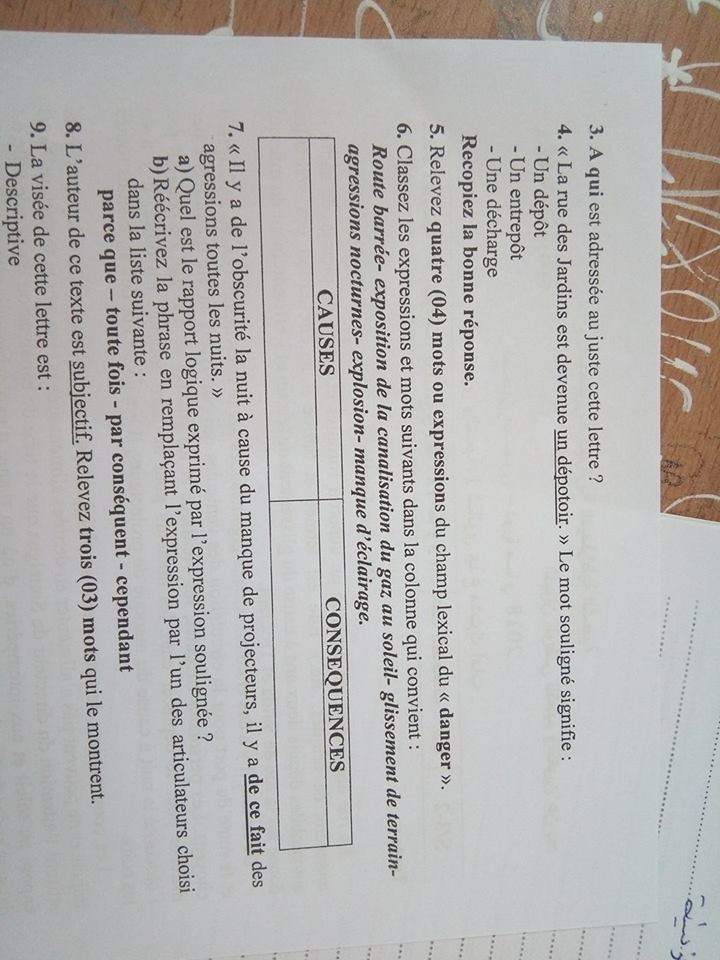 3. A qui est adressée au juste cette lettre ?
4. « La rue des Jardins est devenue un dépotoir. » Le mot souligné signifie :
- Un dépôt
- Un entrepôt
- Une décharge
Recopiez la bonne réponse.
5. Relevez quatre (04) mots ou expressions du champ lexical du « danger ».
6. Classez les expressions et mots suivants dans la colonne qui convient :
Route barrée- exposition de la canalisation du gaz au soleil- glissement de terrain-
agressions nocturnes- explosion- manque d'éclairage.
CAUSES CONSEQUENCES
7. « Il y a de l'obscurité la nuit à cause du manque de projecteurs, il y a de ce fait des
agressions toutes les nuits. »
a) Quel est le rapport logique exprimé par l'expression soulignée ?
b) Réécrivez la phrase en remplaçant l'expression par l'un des articulateurs choisi
dans la liste suivante :
parce que – toute fois - par conséquent - cependant
8. L'auteur de ce texte est subjectif. Relevez trois (03) mots qui le montrent.
9. La visée de cette lettre est :
- Descriptive